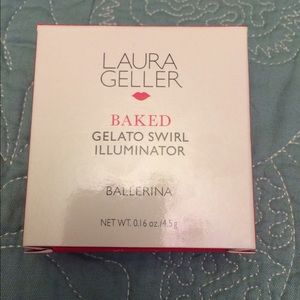 LAURA
GELLER
BAKED
GELATO SWIRL
ILLUMINATOR
BALLERINA
NET WT. 0.16 oz./4.5g